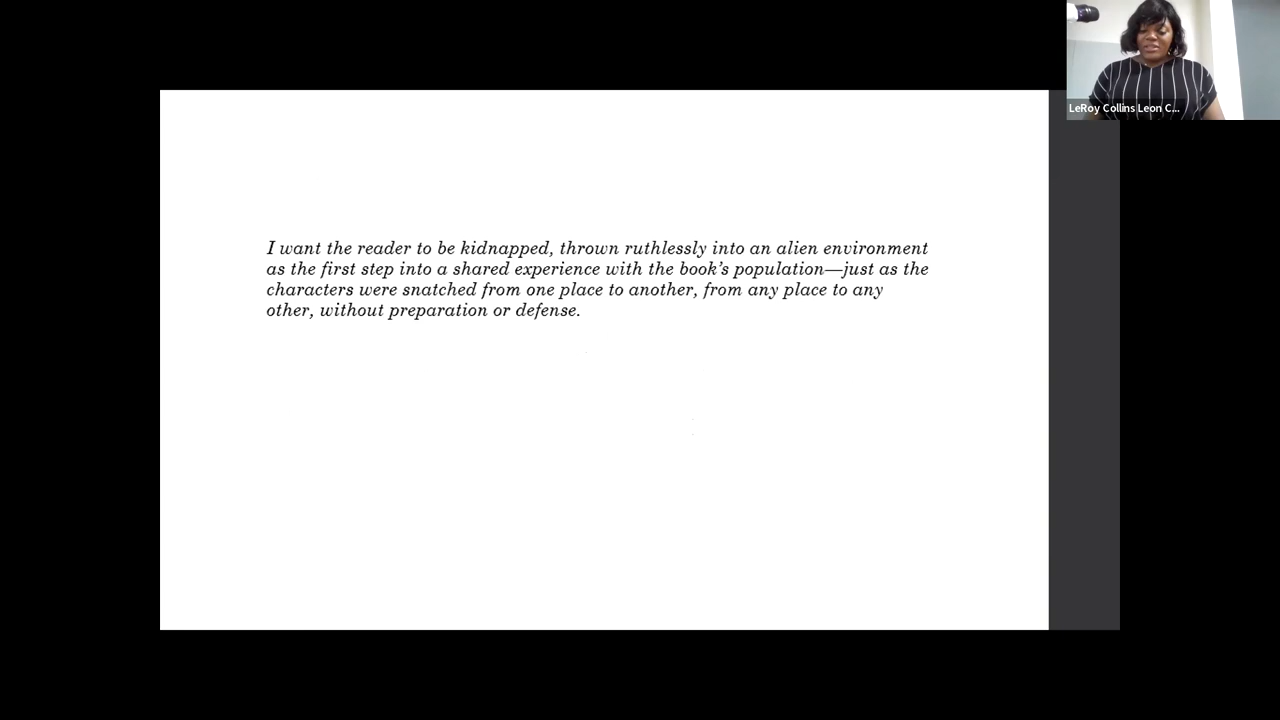 LeRoy Collins Leon C...
I want the reader to be kidnapped, thrown ruthlessly into an alien environment
as the first step into a shared experience with the book’s population—just as the
characters were snatched from one place to another, from any place to any
other, without preparation or defense.